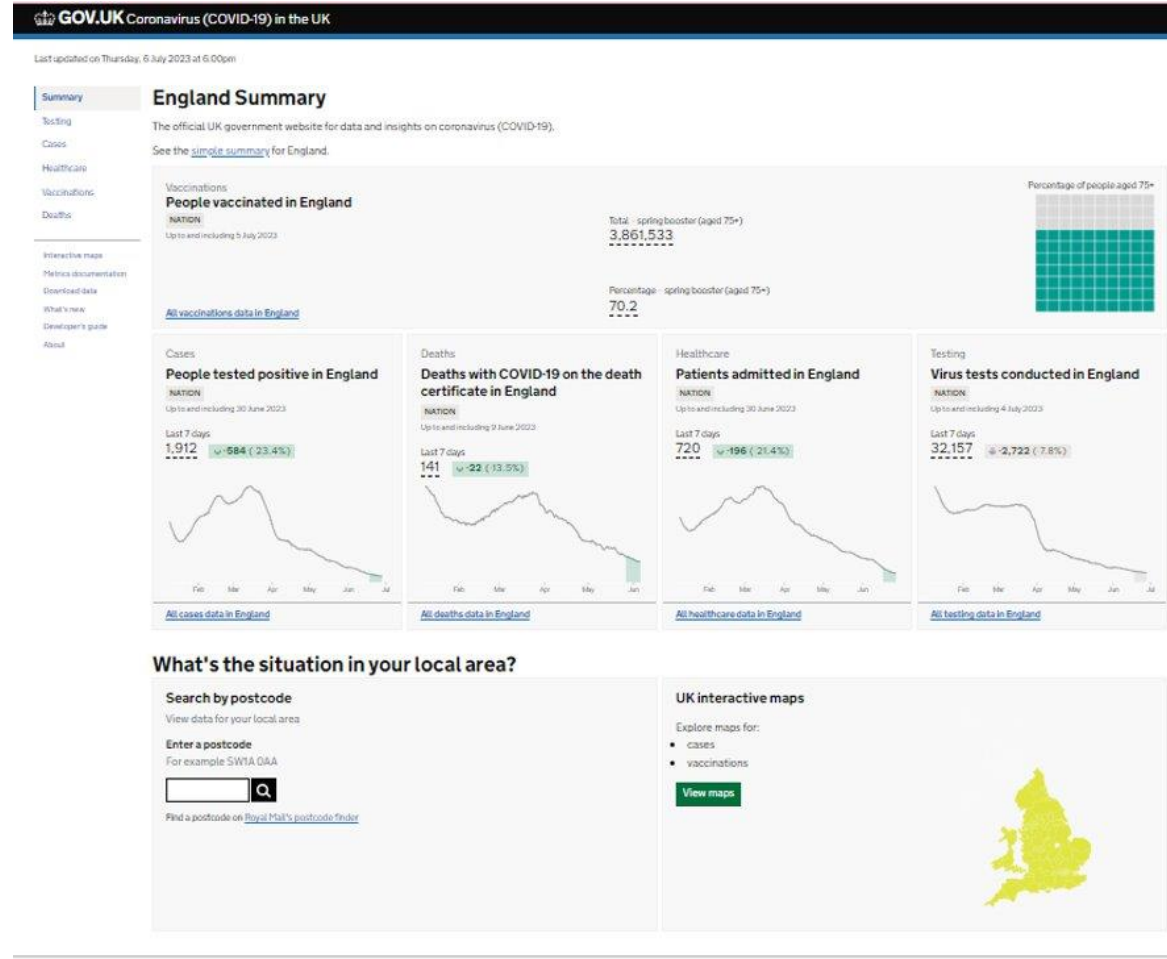 GOV.UK Coronavirus (COVID-19) in the UK
Last updated on Thursday, 6 July 2023 at 6:00pm
Summary
Testing
Cases
Healthcare
Vaccinations
Deaths
Interactive maps
Metrics documentation
Download data
What's new
Developer's guide
About
England Summary
The official UK government website for data and insights on coronavirus (COVID-19).
See the simple summary for England.
Vaccinations
People vaccinated in England
NATION
Up to and including 5 July 2023
Total - spring booster (aged 75+)
3,861,533
Percentage - spring booster (aged 75+)
70.2
Percentage of people aged 75+
All vaccinations data in England
Cases
People tested positive in England
NATION
Up to and including 30 June 2023
Last 7 days
1,912 -584 (23.4%)
Feb Mar Apr May Jun Jul
All cases data in England
Deaths
Deaths with COVID-19 on the death
certificate in England
NATION
Up to and including 9 June 2023
Last 7 days
141 -22 (13.5%)
Feb Mar Apr May Jun
All deaths data in England
Healthcare
Patients admitted in England
NATION
Up to and including 30 June 2023
Last 7 days
720 -196 (21.4%)
Feb Mar Apr May Jun
All healthcare data in England
Testing
Virus tests conducted in England
NATION
Up to and including 4 July 2023
Last 7 days
32,157 -2,722 (7.8%)
Feb Mar Apr May Jun Jul
All testing data in England
What's the situation in your local area?
Search by postcode
View data for your local area
Enter a postcode
For example SW1A 0AA
Find a postcode on Royal Mail's postcode finder
UK interactive maps
Explore maps for:
cases
vaccinations
View maps